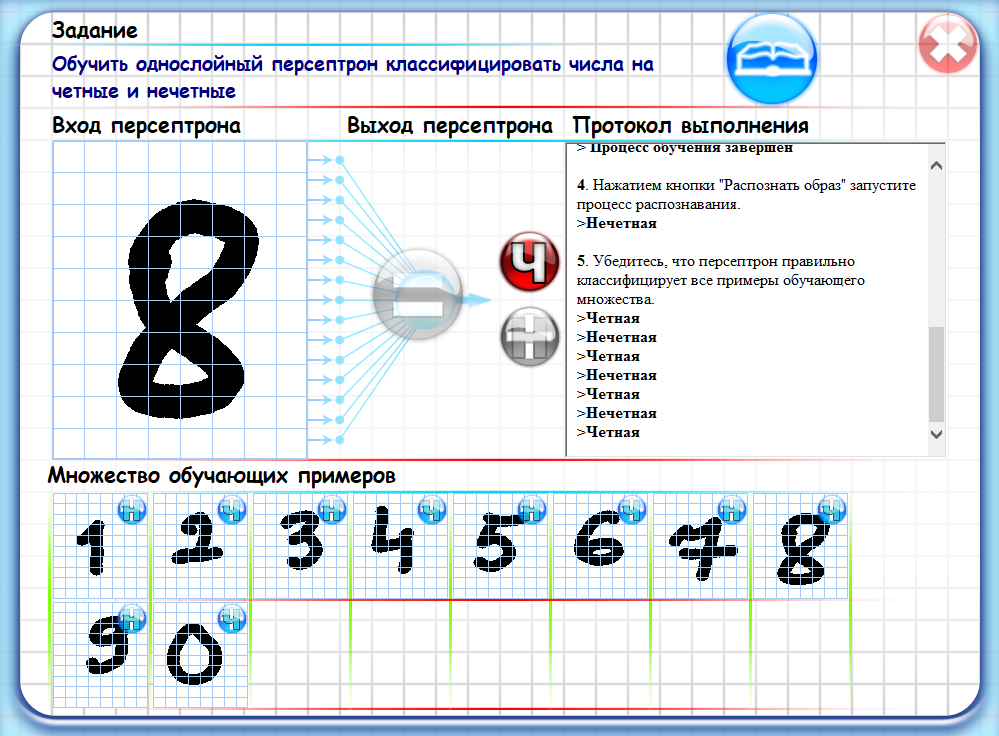 Задание
Обучить однослойный персептрон классифицировать числа на
четные и нечетные
Вход персептрона
Выход персептрона
Протокол выполнения
8
Ч
Н
> Процесс обучения завершен
4. Нажатием кнопки "Распознать образ" запустите
процесс распознавания.
>Нечетная
5. Убедитесь, что персептрон правильно
классифицирует все примеры обучающего
множества.
>Четная
>Нечетная
>Четная
>Нечетная
>Четная
>Нечетная
>Четная
Множество обучающих примеров
Н Ч Н Ч Н Ч Н Ч
1 2 3 4 5 6 7 8
Н Ч
9 0